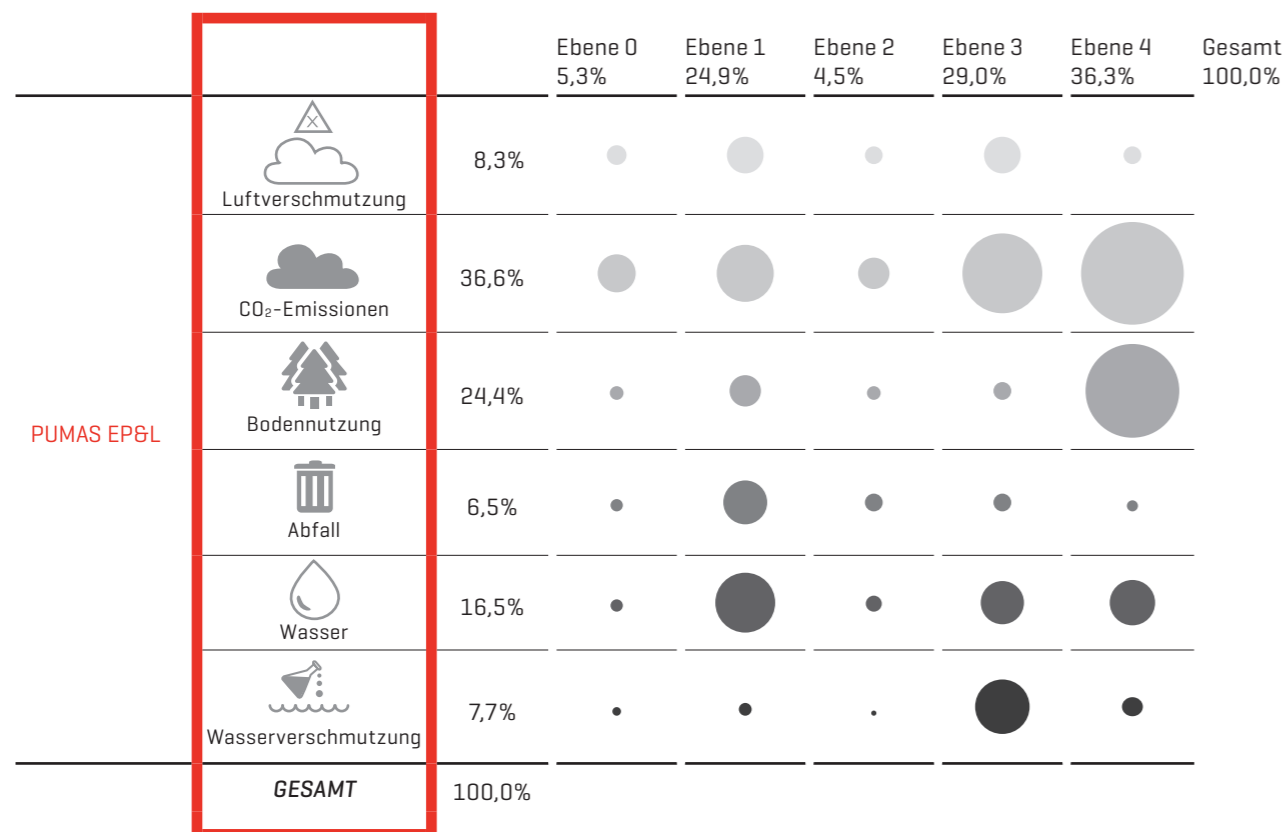 Ebene 0 Ebene 1 Ebene 2 Ebene 3 Ebene 4 Gesamt
5,3% 24,9% 4,5% 29,0% 36,3% 100,0%
X
8,3%
Luftverschmutzung
36,6%
CO₂-Emissionen
24,4%
Bodennutzung
PUMAS EP&L
6,5%
Abfall
16,5%
Wasser
7,7%
Wasserverschmutzung
GESAMT 100,0%